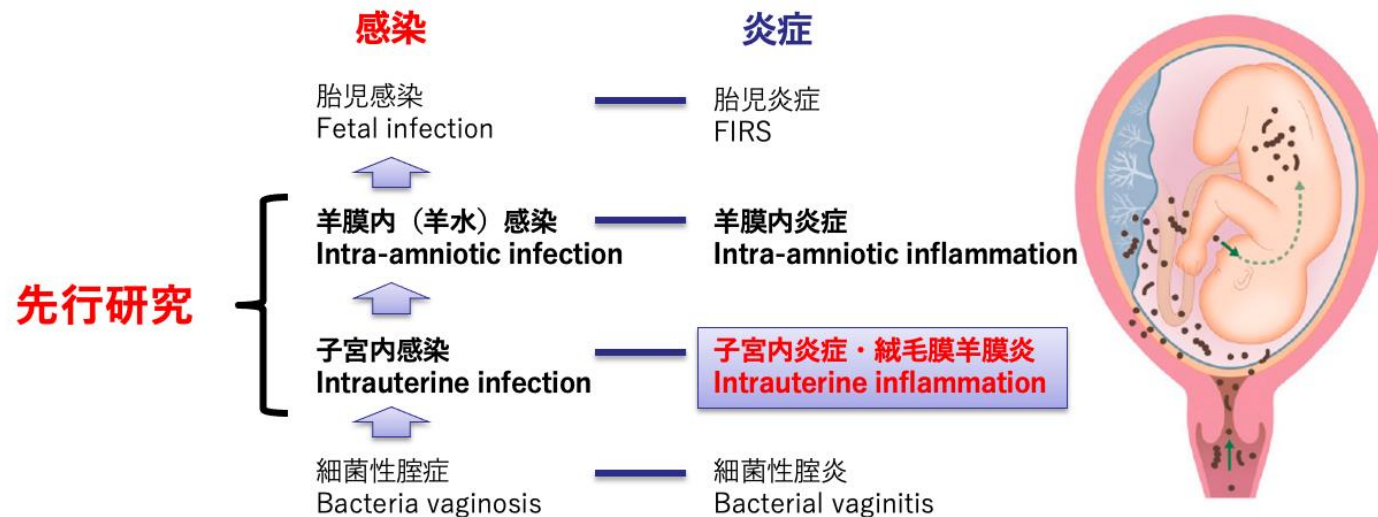 感染
炎症
胎児感染
Fetal infection
胎児炎症
FIRS
羊膜内（羊水）感染
Intra-amniotic infection
羊膜内炎症
Intra-amniotic inflammation
先行研究
子宮内感染
Intrauterine infection
子宮内炎症・絨毛膜羊膜炎
Intrauterine inflammation
細菌性腟症
Bacteria vaginosis
細菌性腟炎
Bacterial vaginitis